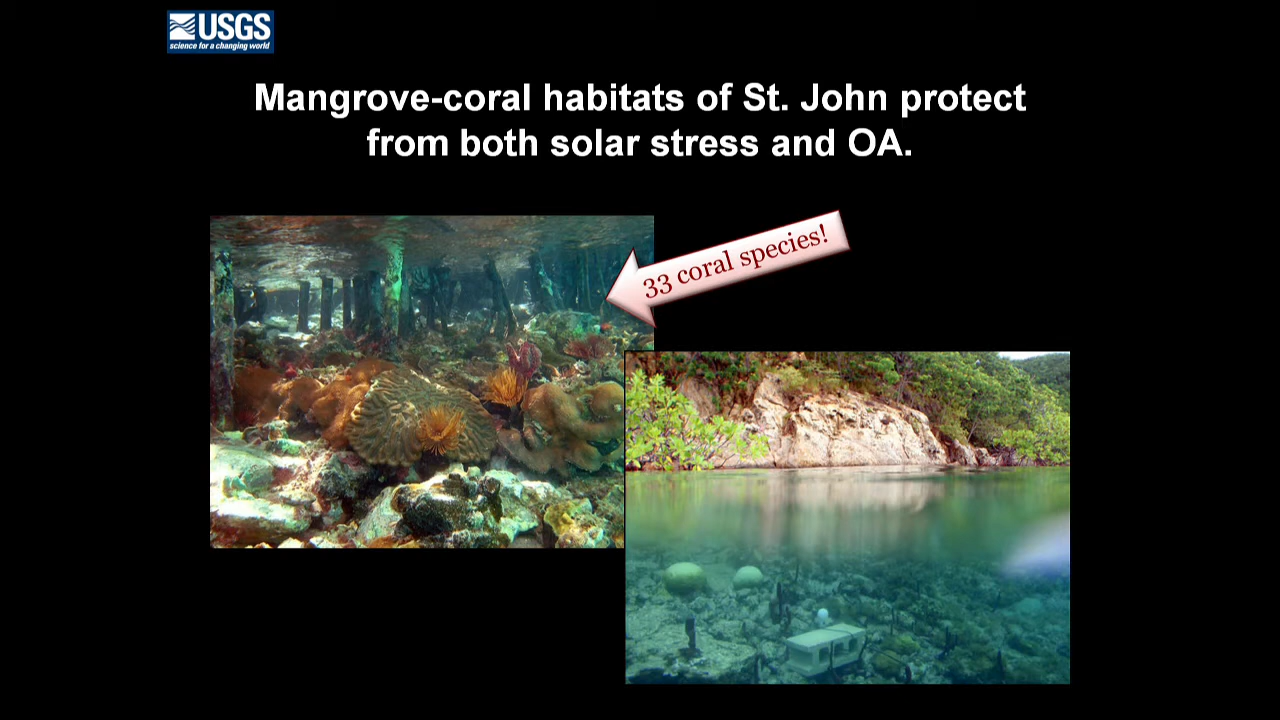 USGS
science for a changing world
Mangrove-coral habitats of St. John protect
from both solar stress and OA.
33 coral species!